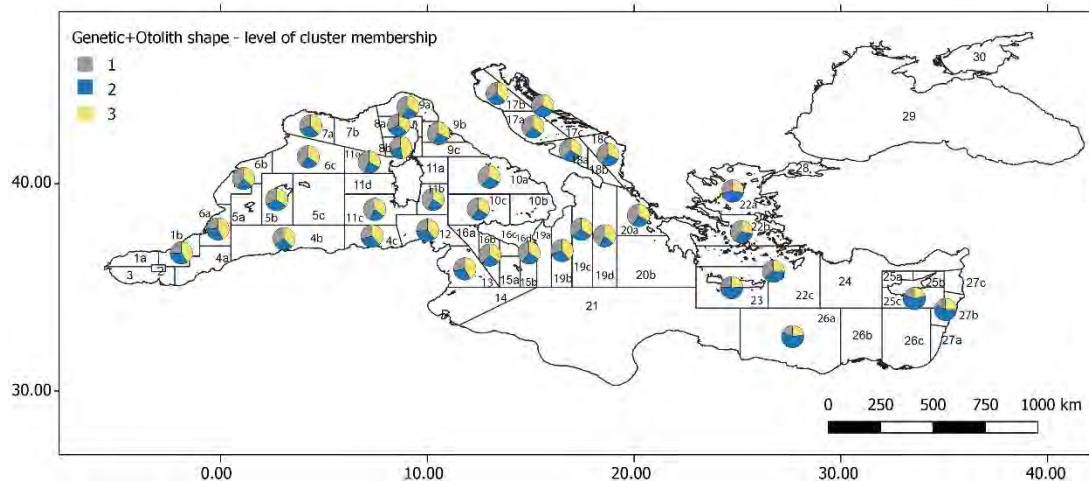 Genetic+Otolith shape - level of cluster membership
1
2
3
30
29
28
9a
17b
8a
9b
7a
7b
17a
17c
8b
9c
18c
6b
6c
11a
18a
18b
10a
11d
22a
6a
5a
5b
5c
11b
10c
10b
11c
20a
22b
1b
4a
4b
4c
12
16a
16c
16b
16d
19a
1a
3
2
13
15a
15b
19b
19c
19d
20b
23
22c
24
25a
25b
25c
27c
27b
14
21
26a
26b
26c
27a
40.00
30.00
0 250 500 750 1000 km
0.00 10.00 20.00 30.00 40.00